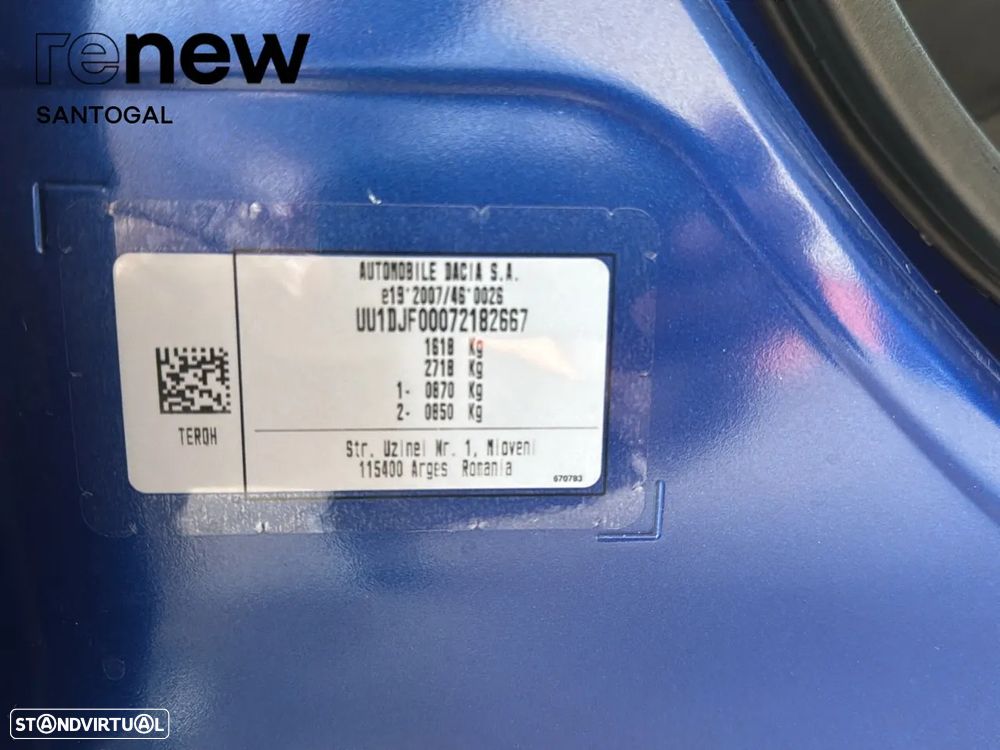 renew
SANTOGAL
AUTOMOBILE DACIA S.A.
e19*2007/46*0026
UU1DJF00072182667
1618 Kg
2718 Kg
1- 0870 Kg
2- 0850 Kg
TERQH
Str. Uzinei Nr. 1, Mioveni
115400 Arges Romania
670783
STANDVIRTUAL